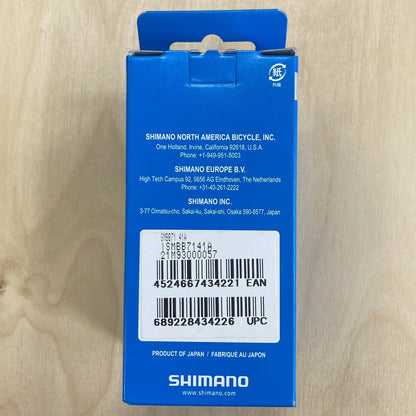 紙
外箱
SHIMANO NORTH AMERICA BICYCLE, INC.
One Holland, Irvine, California 92618, U.S.A.
Phone: +1-949-951-5003
SHIMANO EUROPE B.V.
High Tech Campus 92, 5656 AG Eindhoven, The Netherlands
Phone: +31-40-261-2222
SHIMANO INC.
3-77 Oimatsu-cho, Sakai-ku, Sakai-shi, Osaka 590-8577, Japan
SMBB71 41A
ISMBB7141A
21M93000057
4524667434221 EAN
689228434226 UPC
PRODUCT OF JAPAN / FABRIQUÉ AU JAPON
SHIMANO
www.shimano.com